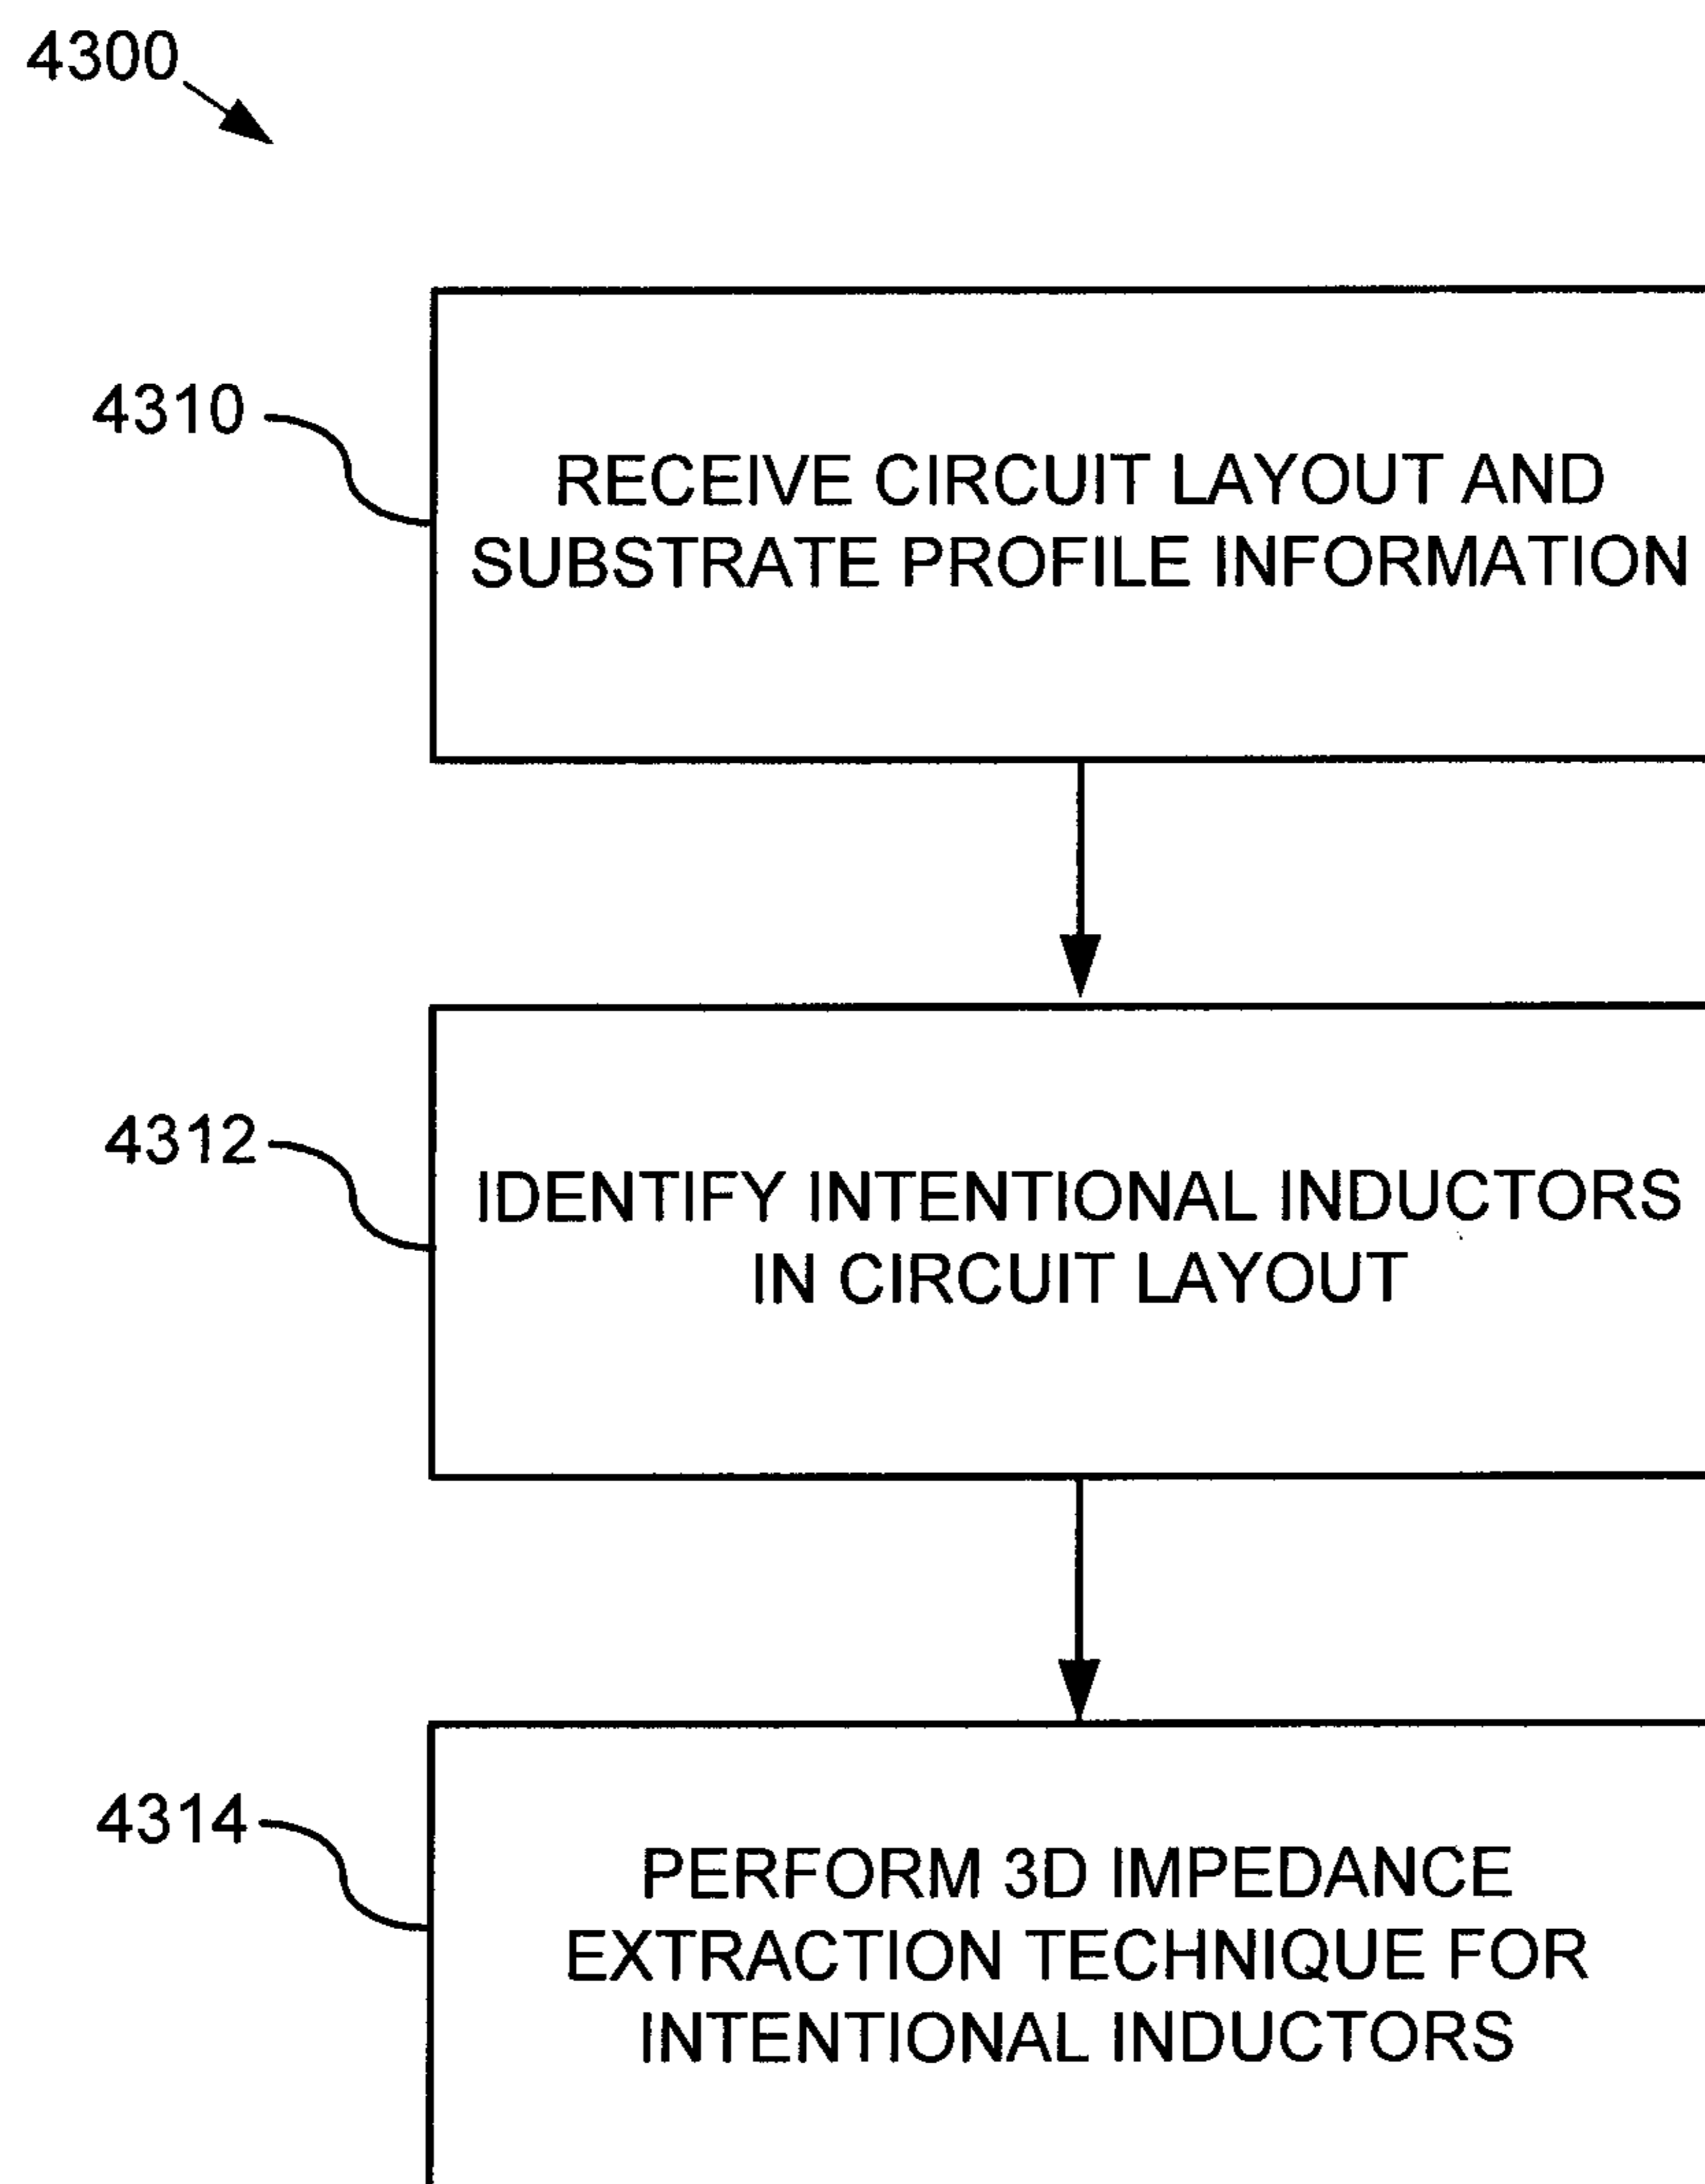 4300
4310
RECEIVE CIRCUIT LAYOUT AND
SUBSTRATE PROFILE INFORMATION
4312
IDENTIFY INTENTIONAL INDUCTORS
IN CIRCUIT LAYOUT
4314
PERFORM 3D IMPEDANCE
EXTRACTION TECHNIQUE FOR
INTENTIONAL INDUCTORS